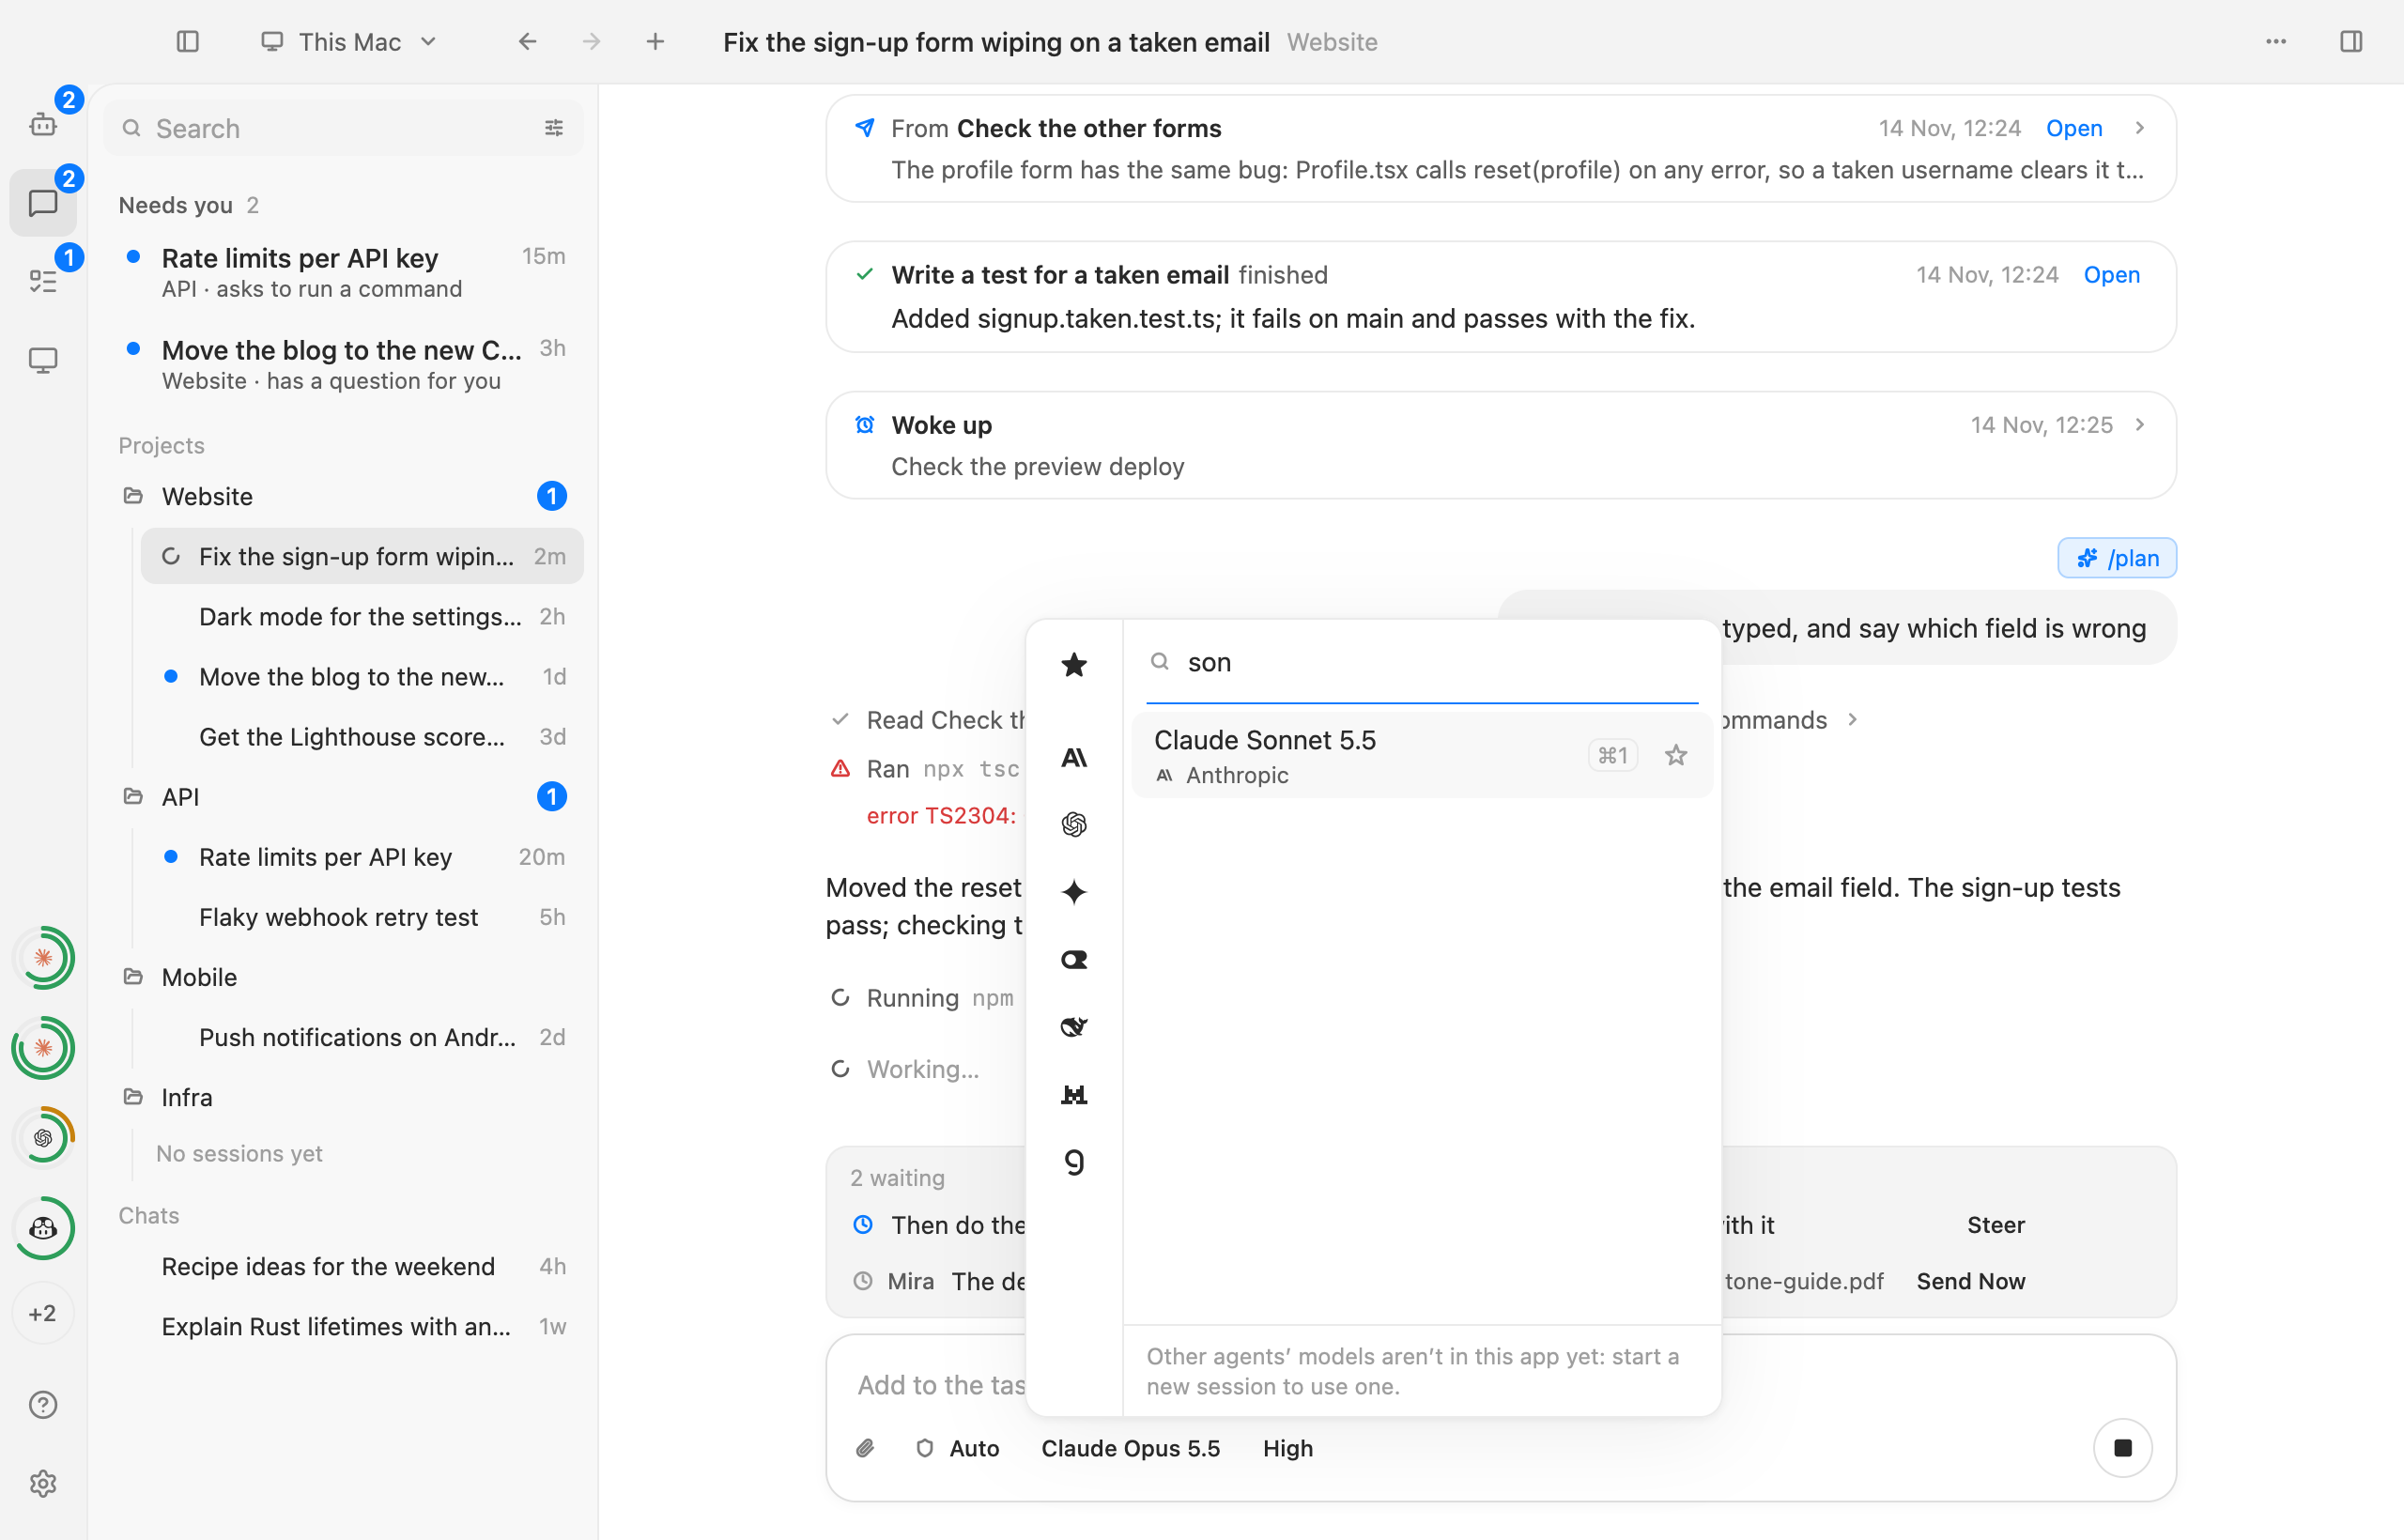 This Mac
Fix the sign-up form wiping on a taken email Website
2
2
1
Search
Needs you 2
Rate limits per API key 15m
API · asks to run a command
Move the blog to the new C... 3h
Website · has a question for you
Projects
Website 1
Fix the sign-up form wipin... 2m
Dark mode for the settings... 2h
Move the blog to the new... 1d
Get the Lighthouse score... 3d
API 1
Rate limits per API key 20m
Flaky webhook retry test 5h
Mobile
Push notifications on Andr... 2d
Infra
No sessions yet
Chats
Recipe ideas for the weekend 4h
Explain Rust lifetimes with an... 1w
+2
From Check the other forms 14 Nov, 12:24 Open
The profile form has the same bug: Profile.tsx calls reset(profile) on any error, so a taken username clears it t...
Write a test for a taken email finished 14 Nov, 12:24 Open
Added signup.taken.test.ts; it fails on main and passes with the fix.
Woke up 14 Nov, 12:25
Check the preview deploy
/plan
typed, and say which field is wrong
Read Check
Ran npx tsc
error TS2304:
Moved the reset the email field. The sign-up tests
pass; checking
Running npm
Working...
2 waiting
Then do the with it Steer
Mira The tone-guide.pdf Send Now
Add to the
Auto Claude Opus 5.5 High
son
Claude Sonnet 5.5 ⌘1
Anthropic
Other agents’ models aren’t in this app yet: start a
new session to use one.